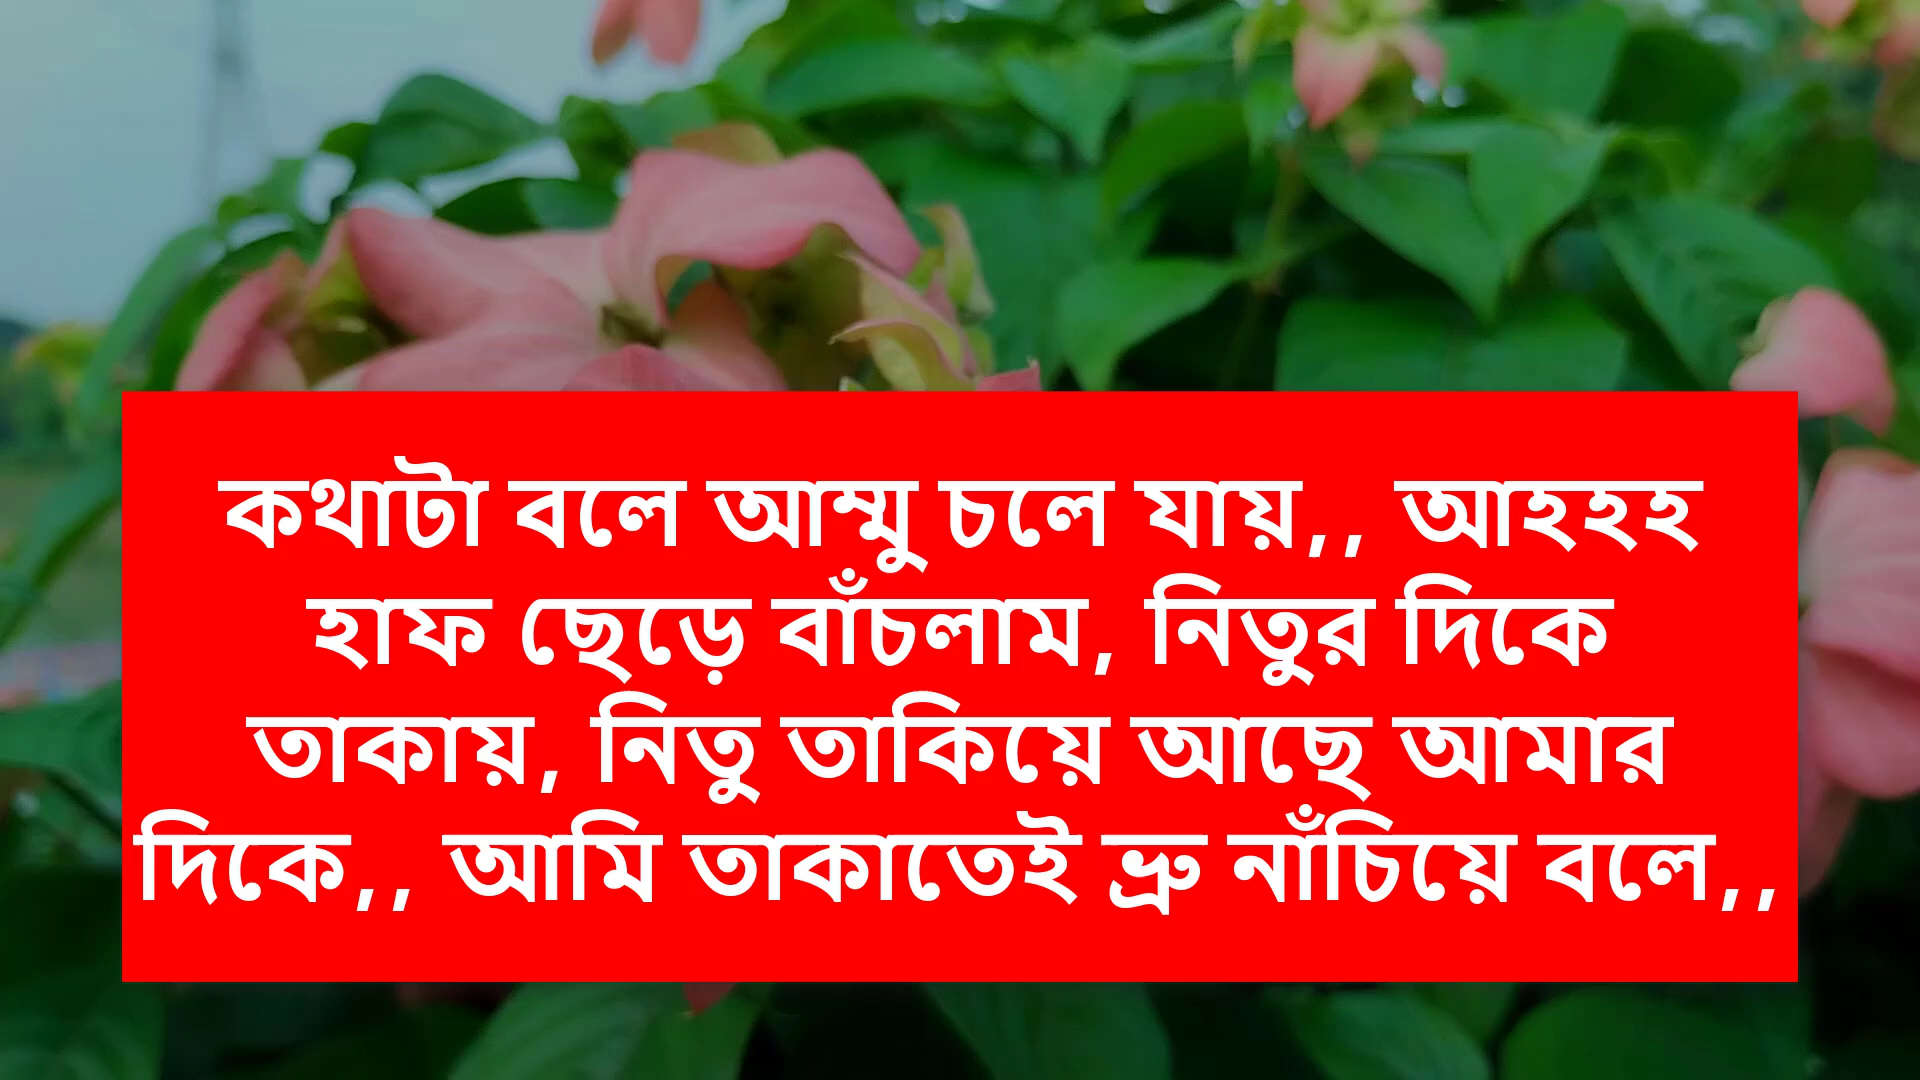 কথাটা বলে আম্মু চলে যায়,, আহহহ
হাফ ছেড়ে বাঁচলাম, নিতুর দিকে
তাকায়, নিতু তাকিয়ে আছে আমার
দিকে,, আমি তাকাতেই ভ্রু নাঁচিয়ে বলে,,